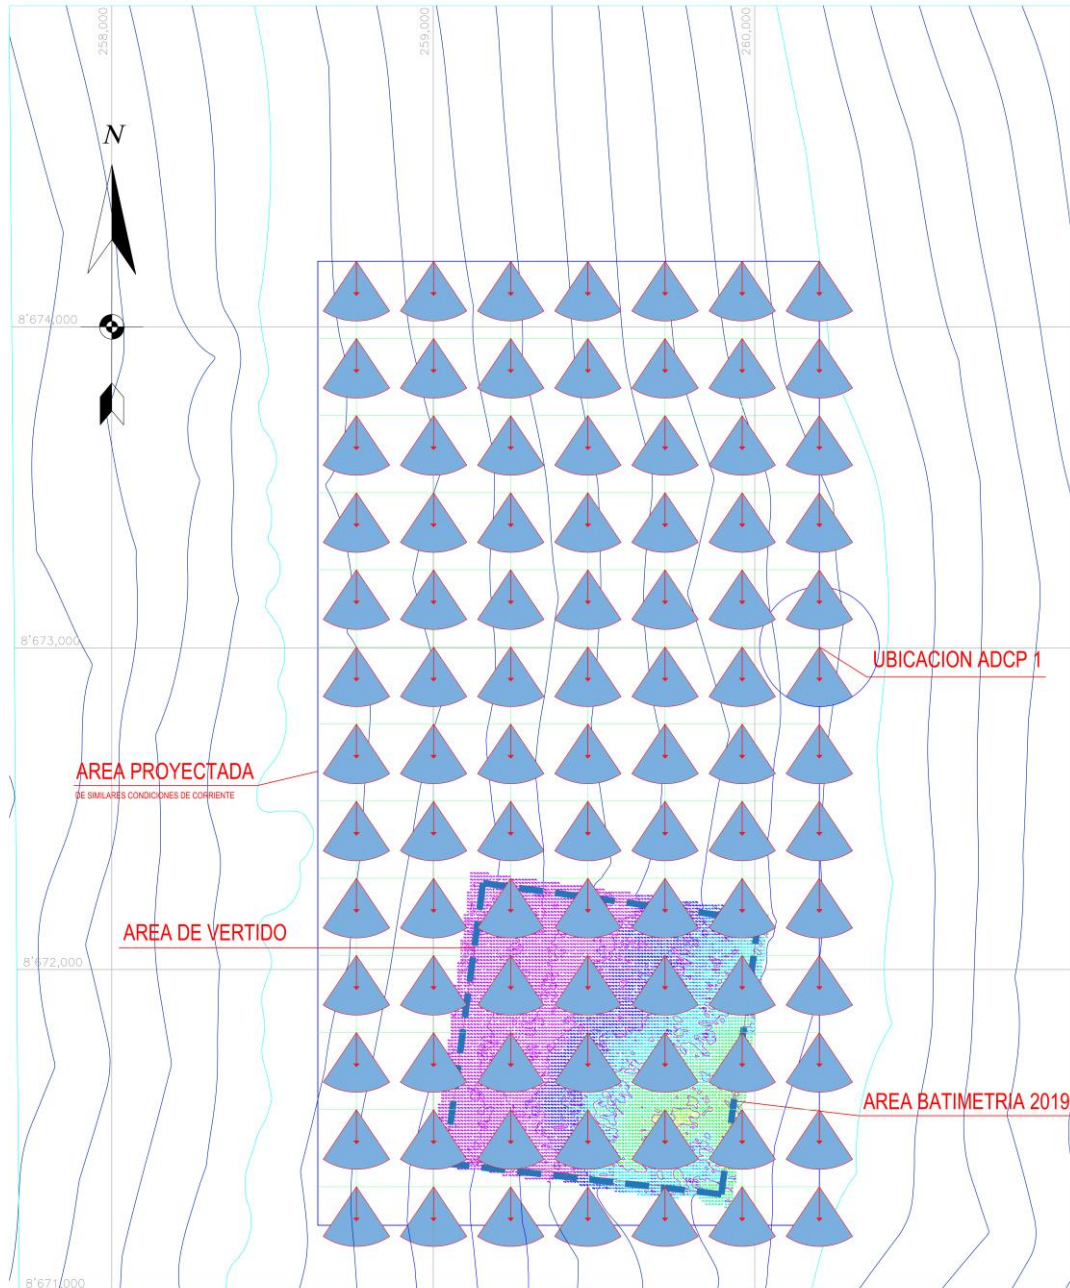 258,000
259,000
260,000
N
8'674,000
8'673,000
UBICACION ADCP 1
AREA PROYECTADA
DE SIMILARES CONDICIONES DE CORRIENTE
AREA DE VERTIDO
8'672,000
AREA BATIMETRIA 2019
8'671,000